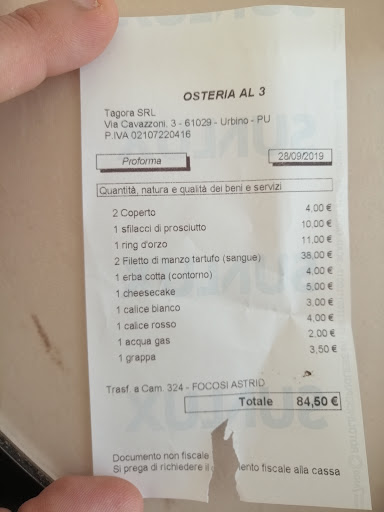 OSTERIA AL 3
Tagora SRL
Via Cavazzoni, 3 - 61029 - Urbino - PU
P.IVA 02107220416
Proforma 28/09/2019
Quantità, natura e qualità dei beni e servizi
2 Coperto 4,00 €
1 sfilacci di prosciutto 10,00 €
1 ring d'orzo 11,00 €
2 Filetto di manzo tartufo (sangue) 38,00 €
1 erba cotta (contorno) 4,00 €
1 cheesecake 5,00 €
1 calice bianco 3,00 €
1 calice rosso 4,00 €
1 acqua gas 2,00 €
1 grappa 3,50 €
Trasf. a Cam. 324 - FOCOSI ASTRID
Totale 84,50 €
Documento non fiscale
Si prega di richiedere il ento fiscale alla cassa